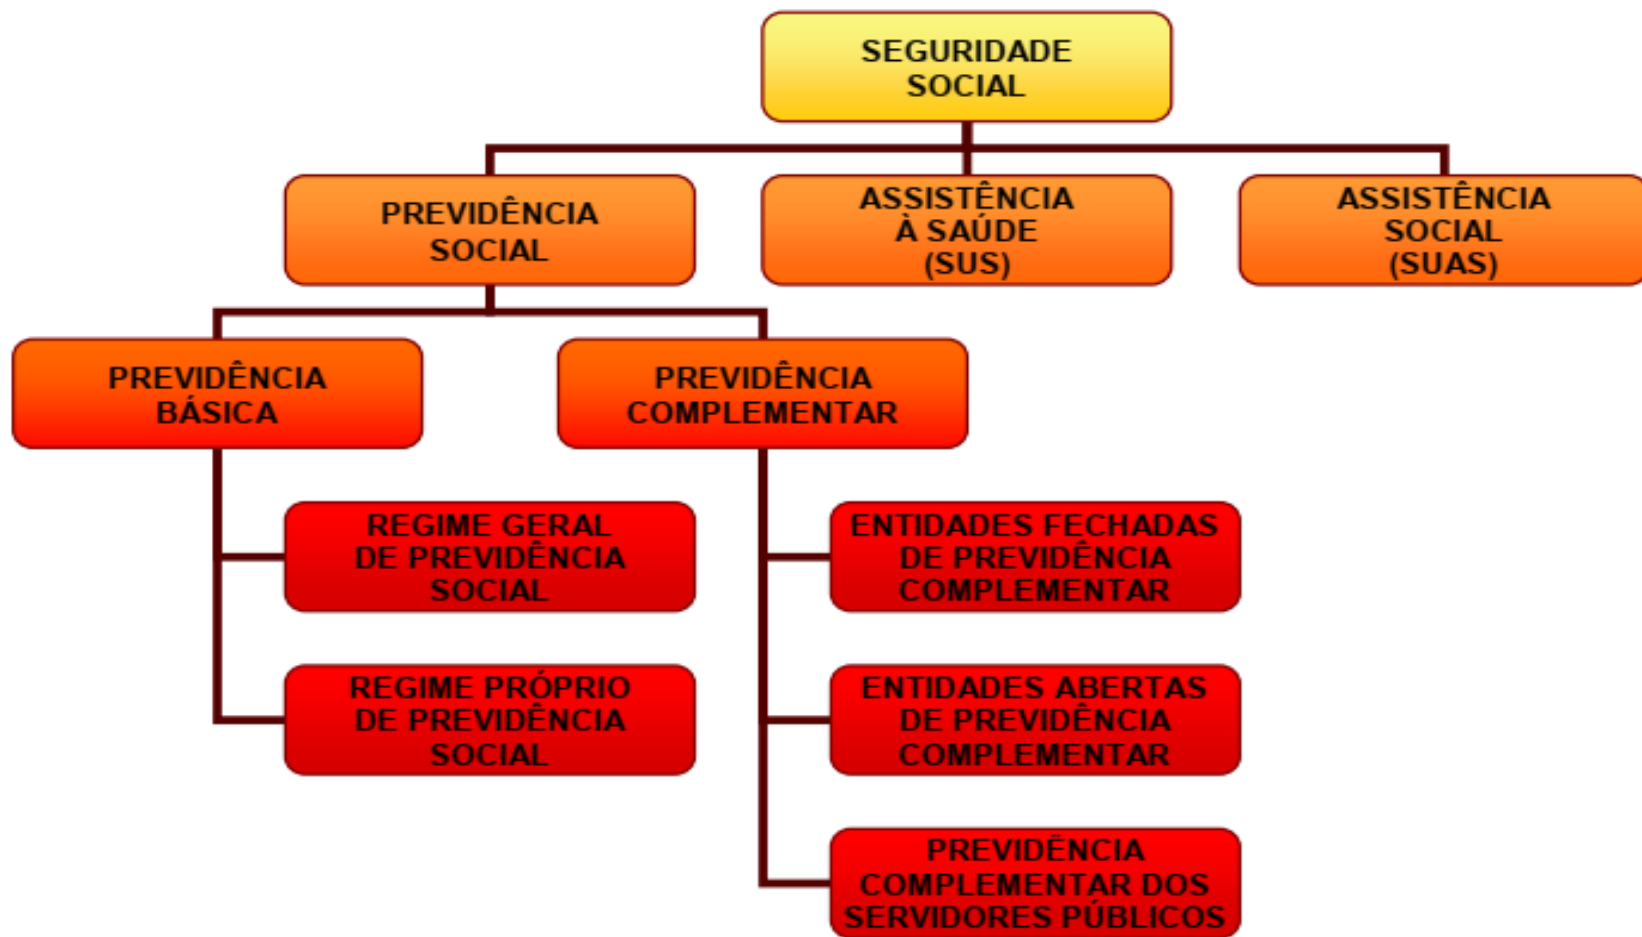 SEGURIDADE
SOCIAL
PREVIDÊNCIA
SOCIAL
ASSISTÊNCIA
À SAÚDE
(SUS)
ASSISTÊNCIA
SOCIAL
(SUAS)
PREVIDÊNCIA
BÁSICA
PREVIDÊNCIA
COMPLEMENTAR
REGIME GERAL
DE PREVIDÊNCIA
SOCIAL
ENTIDADES FECHADAS
DE PREVIDÊNCIA
COMPLEMENTAR
REGIME PRÓPRIO
DE PREVIDÊNCIA
SOCIAL
ENTIDADES ABERTAS
DE PREVIDÊNCIA
COMPLEMENTAR
PREVIDÊNCIA
COMPLEMENTAR DOS
SERVIDORES PÚBLICOS